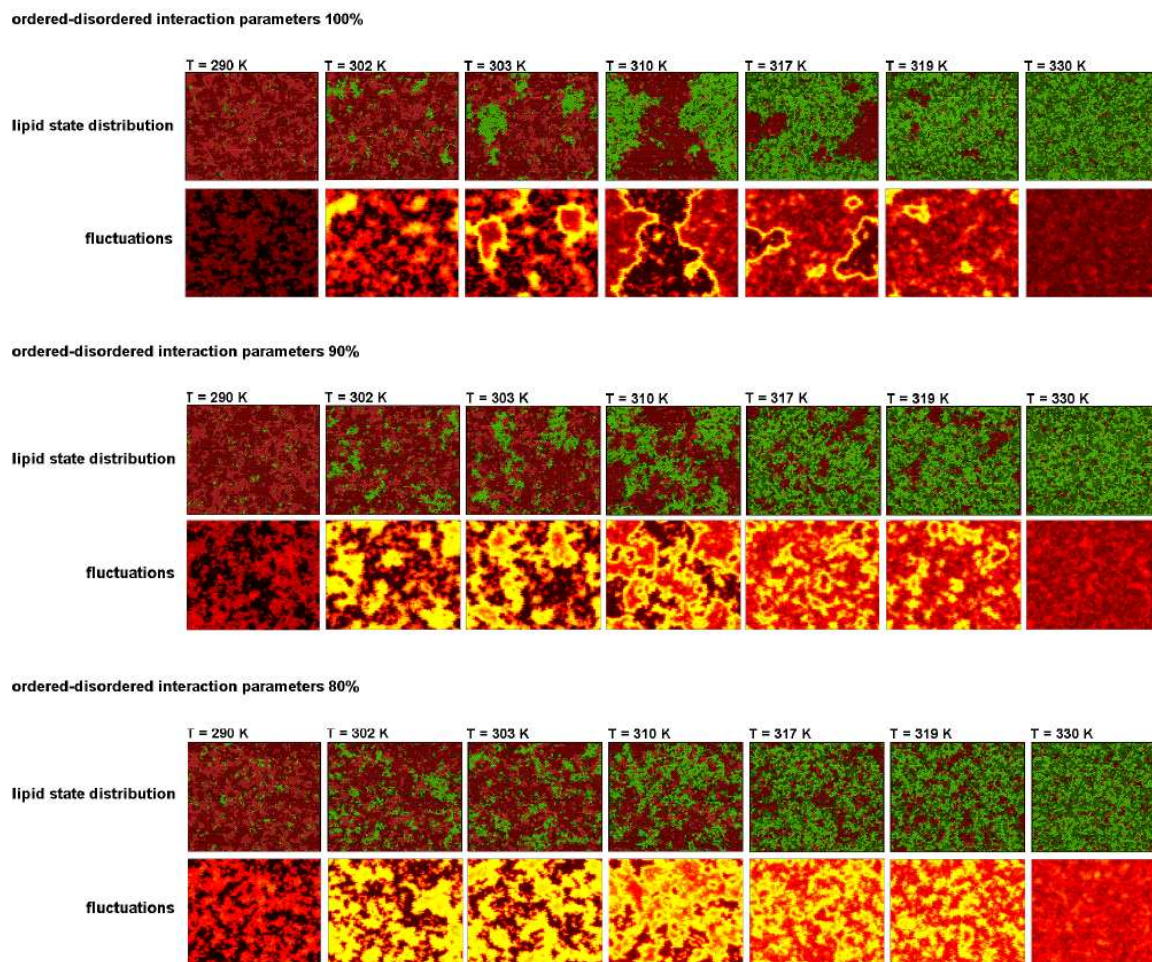 ordered-disordered interaction parameters 100%
T = 290 K T = 302 K T = 303 K T = 310 K T = 317 K T = 319 K T = 330 K
lipid state distribution
fluctuations
ordered-disordered interaction parameters 90%
T = 290 K T = 302 K T = 303 K T = 310 K T = 317 K T = 319 K T = 330 K
lipid state distribution
fluctuations
ordered-disordered interaction parameters 80%
T = 290 K T = 302 K T = 303 K T = 310 K T = 317 K T = 319 K T = 330 K
lipid state distribution
fluctuations